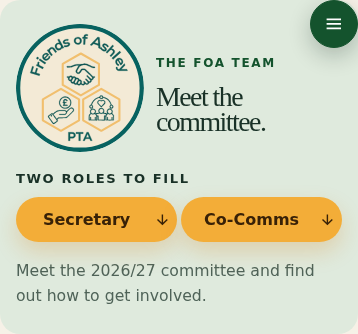 Friends of Ashley
£
PTA
THE FOA TEAM
Meet the
committee.
TWO ROLES TO FILL
Secretary ↓
Co-Comms ↓
Meet the 2026/27 committee and find
out how to get involved.